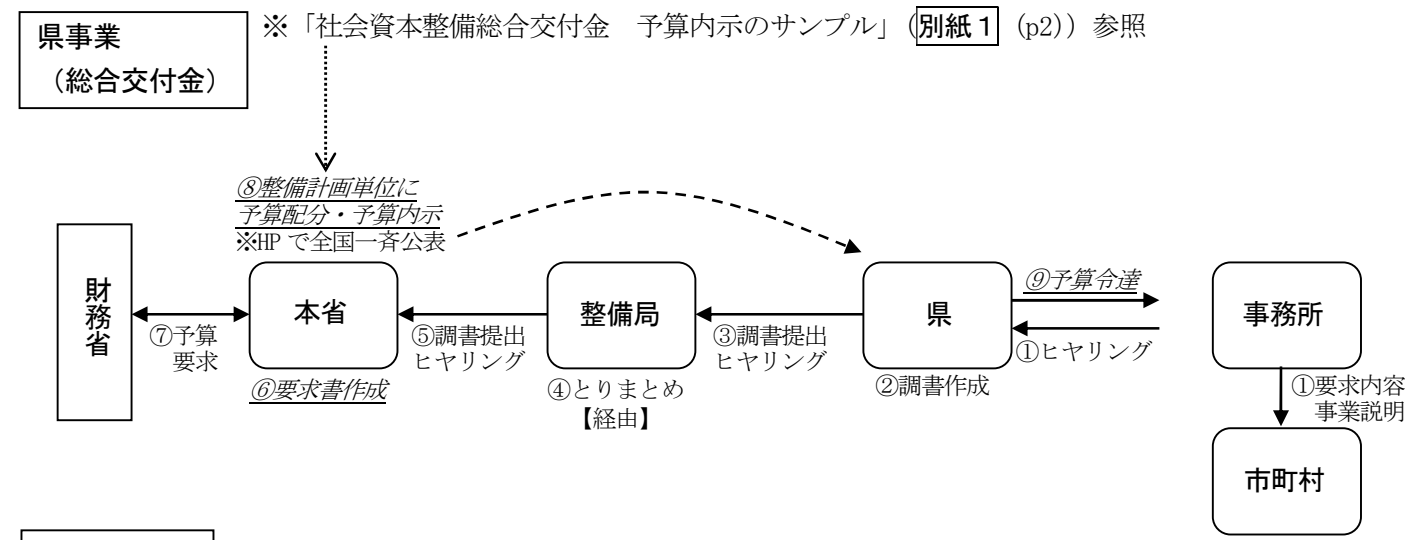 県事業
（総合交付金）
※「社会資本整備総合交付金　予算内示のサンプル」（別紙１（p2））参照
⑧整備計画単位に
予算配分・予算内示
※HPで全国一斉公表
財務省
⑦予算
要求
本省
⑥要求書作成
⑤調書提出
ヒヤリング
整備局
④とりまとめ
【経由】
③調書提出
ヒヤリング
県
②調書作成
⑨予算令達
①ヒヤリング
事務所
①要求内容
事業説明
市町村